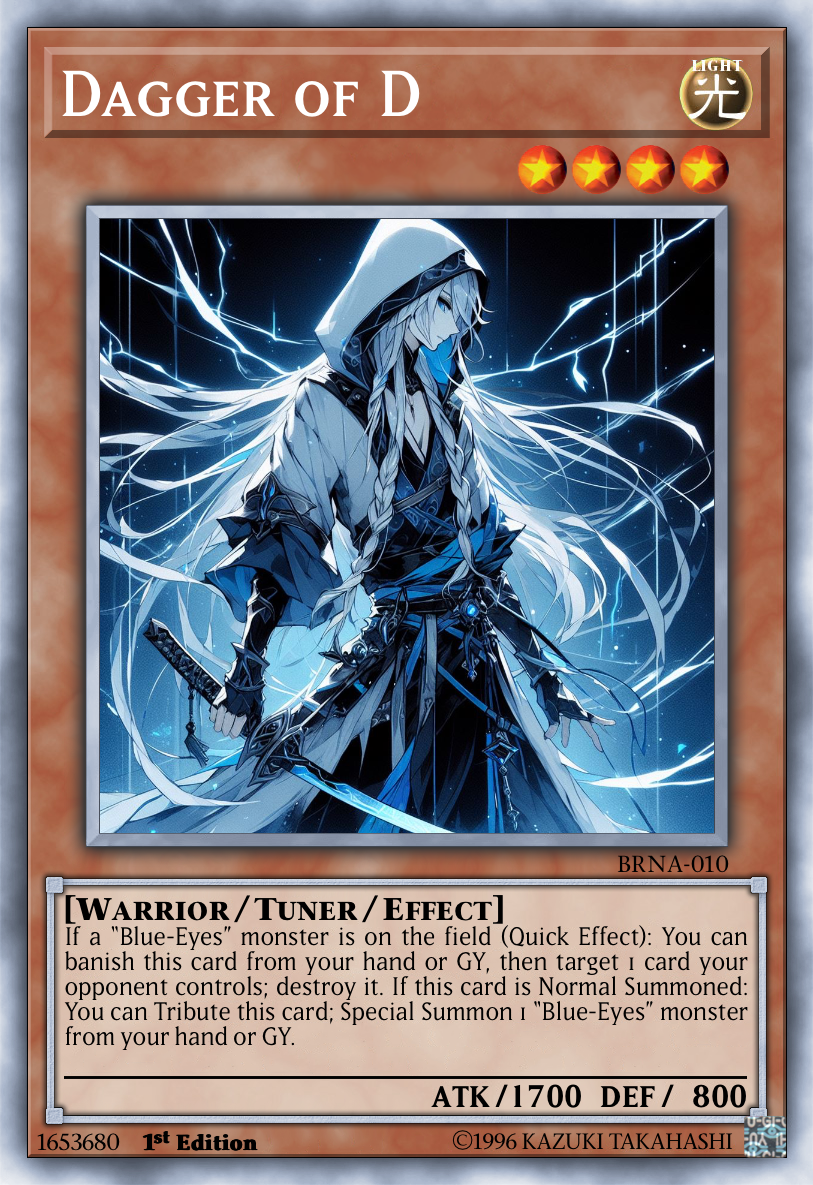 Dagger of D
LIGHT
光
BRNA-010
[Warrior/Tuner/Effect]
If a "Blue-Eyes" monster is on the field (Quick Effect): You can
banish this card from your hand or GY, then target 1 card your
opponent controls; destroy it. If this card is Normal Summoned:
You can Tribute this card; Special Summon 1 "Blue-Eyes" monster
from your hand or GY.
ATK/1700 DEF/ 800
1653680 1st Edition ©1996 KAZUKI TAKAHASHI